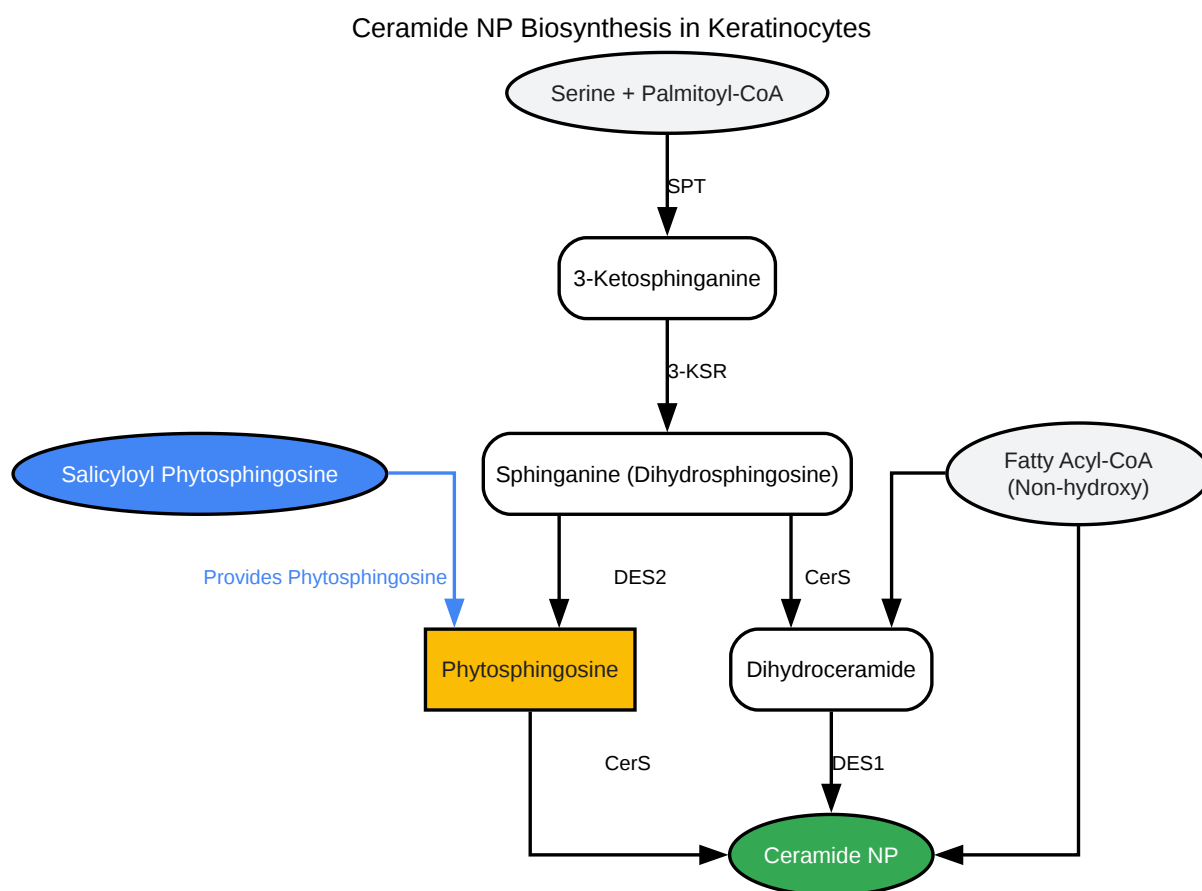 Ceramide NP Biosynthesis in Keratinocytes
Serine + Palmitoyl-CoA
SPT
3-Ketosphinganine
3-KSR
Salicyloyl Phytosphingosine
Sphinganine (Dihydrosphingosine)
Fatty Acyl-CoA
(Non-hydroxy)
Provides Phytosphingosine
DES2
CerS
Phytosphingosine
Dihydroceramide
CerS
DES1
Ceramide NP